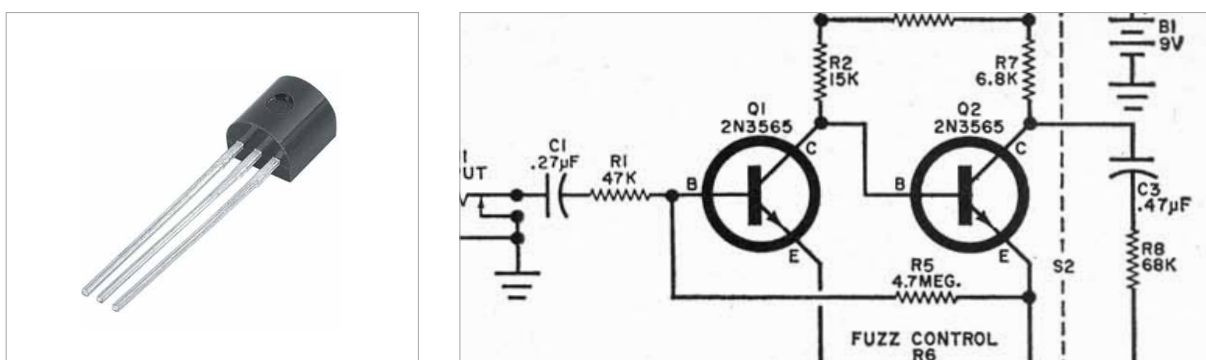 B1
9V
R2
15K
R7
6.8K
Q1
2N3565
Q2
2N3565
C
C
C1
.27µF
R1
47K
B
B
E
E
C3
.47µF
R8
68K
S2
R5
4.7MEG.
FUZZ CONTROL
R6